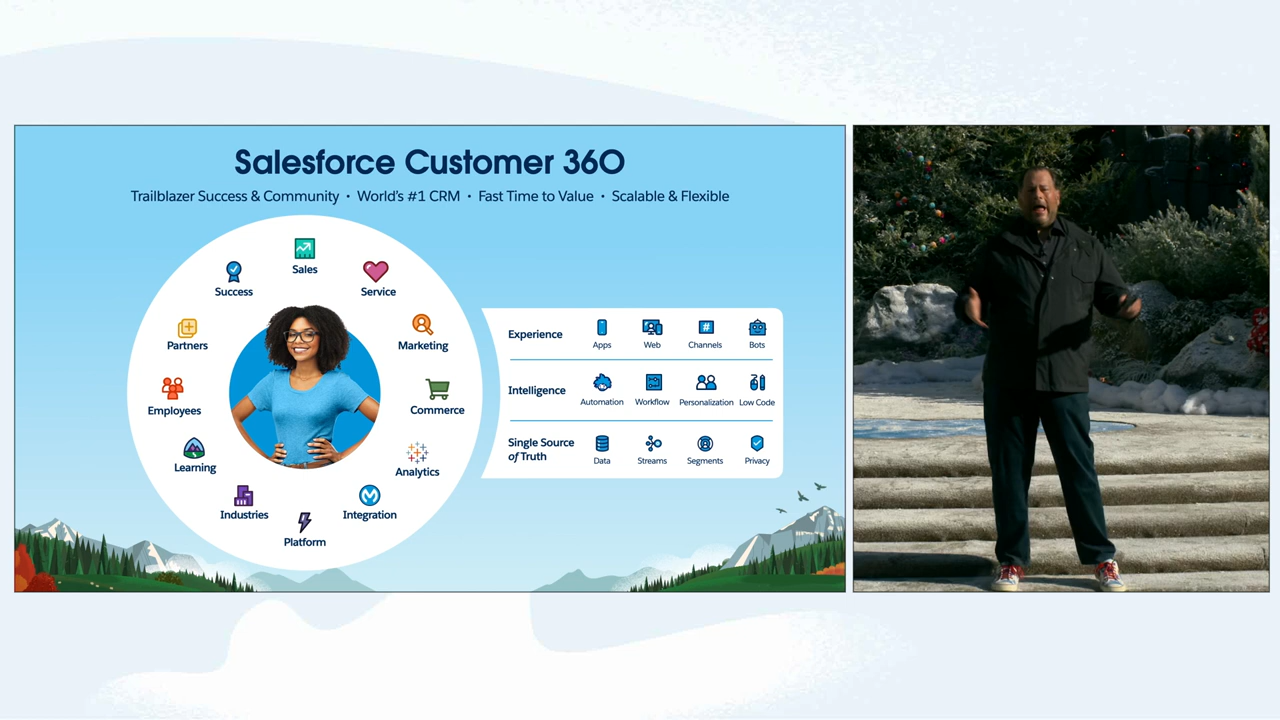 Salesforce Customer 360
Trailblazer Success & Community • World's #1 CRM • Fast Time to Value • Scalable & Flexible
Sales
Success
Service
Partners
Marketing
Employees
Commerce
Learning
Analytics
Industries
Integration
Platform
Experience
Apps
Web
#
Channels
Bots
Intelligence
Automation
Workflow
Personalization
Low Code
Single Source
of Truth
Data
Streams
Segments
Privacy